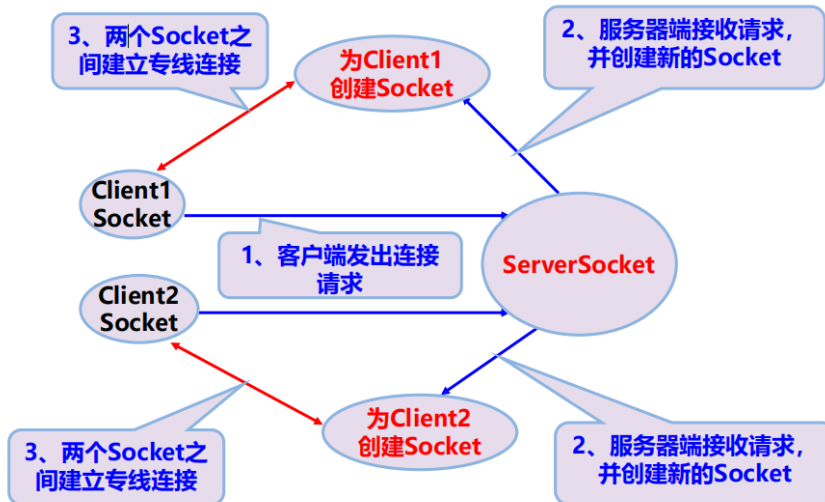 3、两个Socket之
间建立专线连接
为Client1
创建Socket
2、服务器端接收请求，
并创建新的Socket
Client1
Socket
1、客户端发出连接
请求
ServerSocket
Client2
Socket
为Client2
创建Socket
3、两个Socket之
间建立专线连接
2、服务器端接收请求，
并创建新的Socket